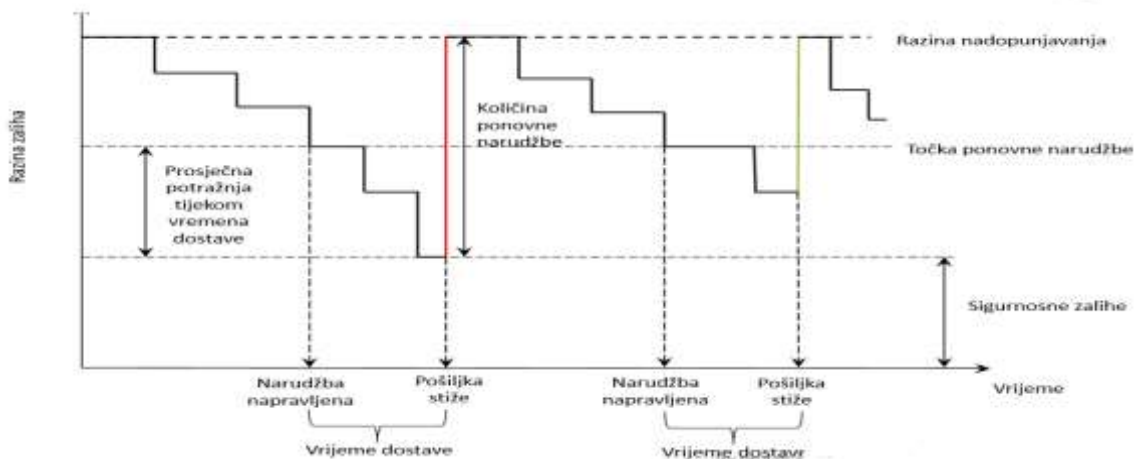 Razina nadopunjavanja
Količina
ponovne
narudžbe
Razina zaliha
Točka ponovne narudžbe
Prosječna
potražnja
tijekom
vremena
dostave
Sigurnosne zalihe
Narudžba
napravljena
Pošiljka
stiže
Narudžba
napravljena
Pošiljka
stiže
Vrijeme
Vrijeme dostave
Vrijeme